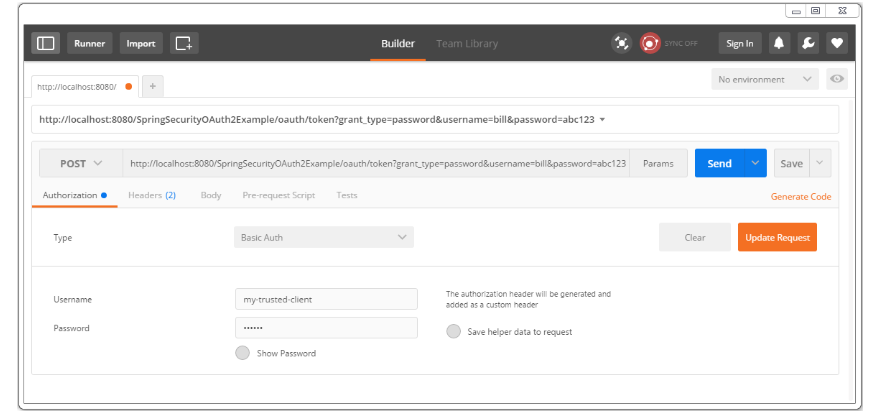 Runner Import Builder Team Library SYNC OFF Sign In
http://localhost:8080/ + No environment
http://localhost:8080/SpringSecurityOAuth2Example/oauth/token?grant_type=password&username=bill&password=abc123
POST http://localhost:8080/SpringSecurityOAuth2Example/oauth/token?grant_type=password&username=bill&password=abc123 Params Send Save
Authorization Headers (2) Body Pre-request Script Tests Generate Code
Type Basic Auth Clear Update Request
Username my-trusted-client The authorization header will be generated and
added as a custom header
Password •••••• Save helper data to request
Show Password